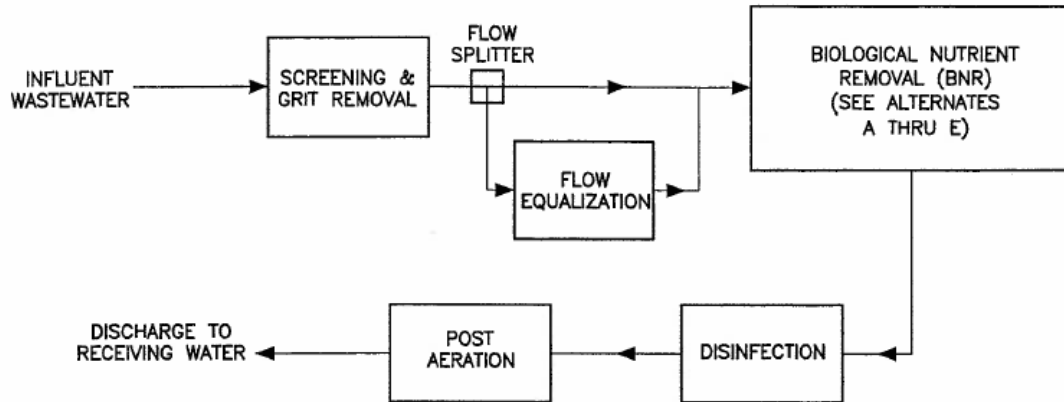 INFLUENT
WASTEWATER
SCREENING &
GRIT REMOVAL
FLOW
SPLITTER
FLOW
EQUALIZATION
BIOLOGICAL NUTRIENT
REMOVAL (BNR)
(SEE ALTERNATES
A THRU E)
DISINFECTION
POST
AERATION
DISCHARGE TO
RECEIVING WATER